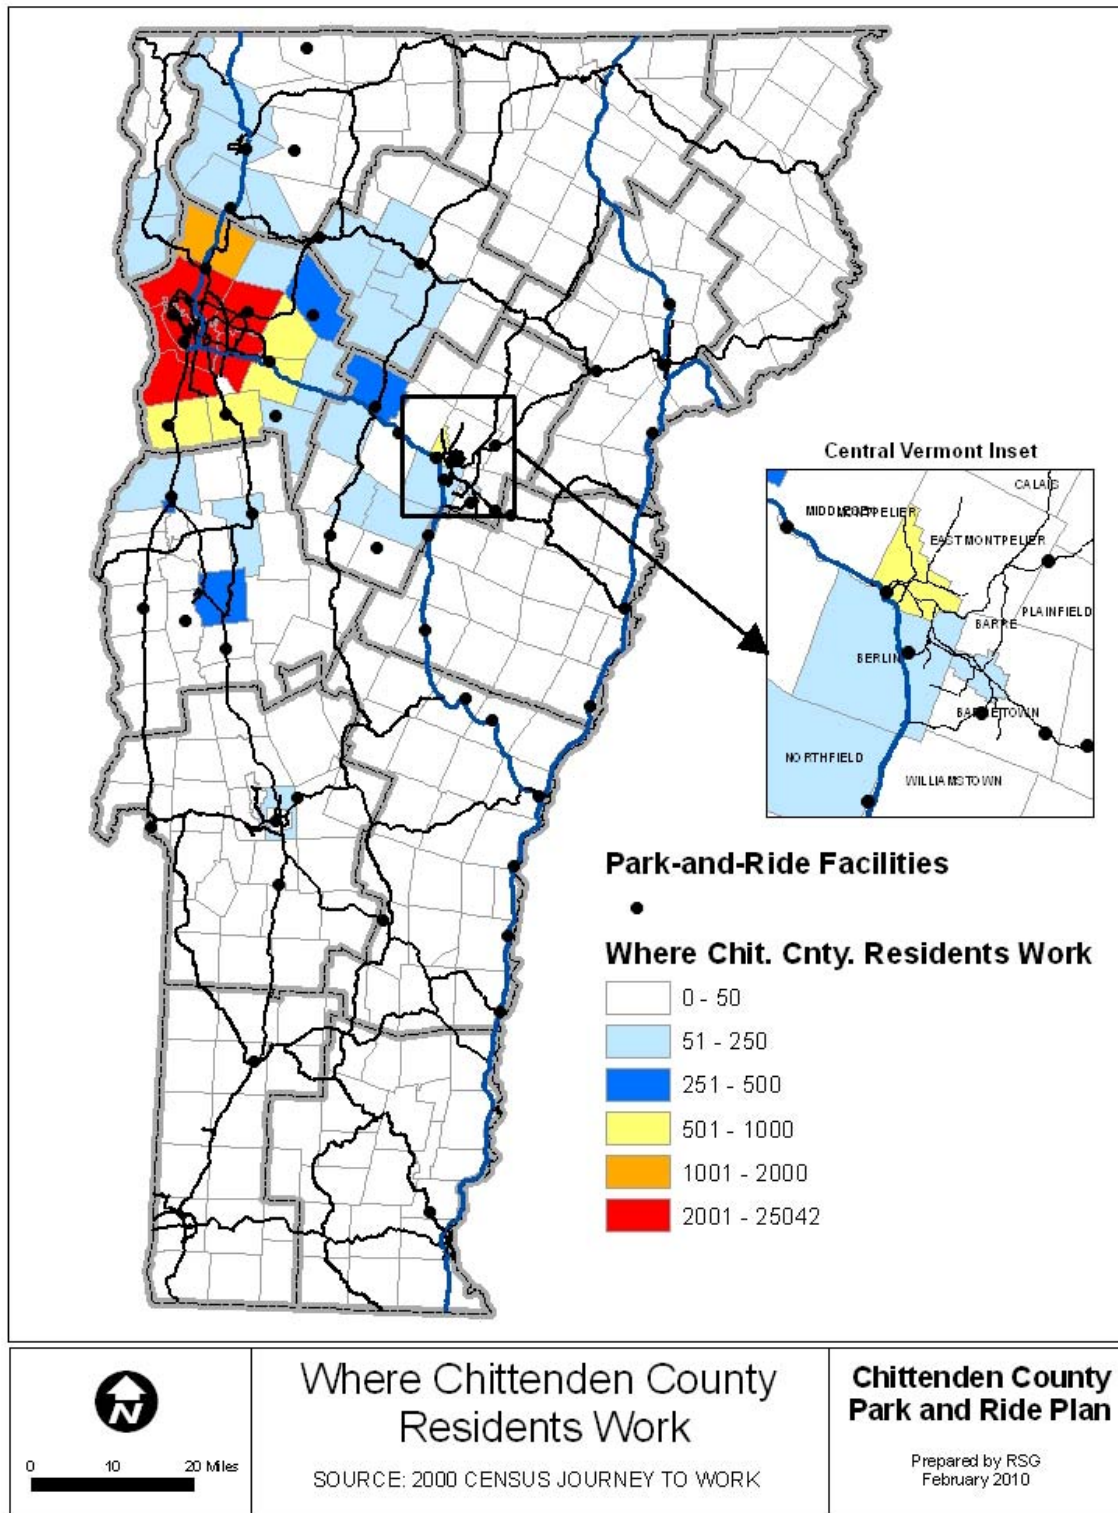 Central Vermont Inset
CALAIS
MONTPELIER
EAST MONTPELIER
PLAINFIELD
BARRE
BERLIN
BARRE TOWN
NORTHFIELD
WILLIAMSTOWN
Park-and-Ride Facilities
Where Chit. Cnty. Residents Work
0 - 50
51 - 250
251 - 500
501 - 1000
1001 - 2000
2001 - 25042
N
0 10 20 Miles
Where Chittenden County
Residents Work
SOURCE: 2000 CENSUS JOURNEY TO WORK
Chittenden County
Park and Ride Plan
Prepared by RSG
February 2010